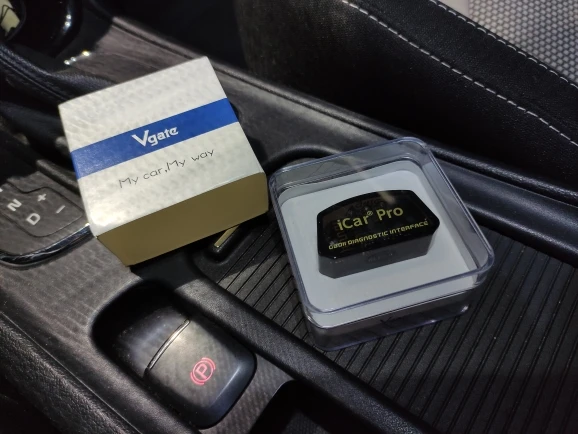 Vgate
My car,My way
iCar® Pro
OBDII DIAGNOSTIC INTERFACE
N
D
+
-
P